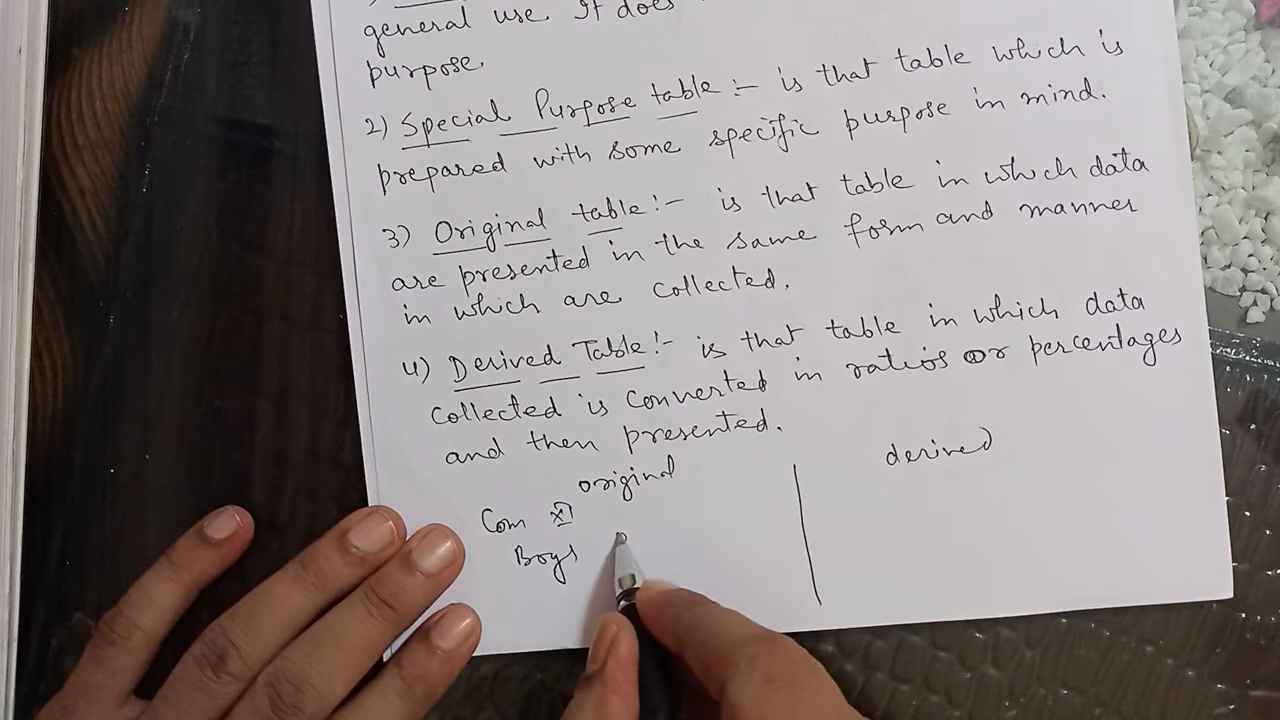 general use. It does
purpose.
2) Special Purpose table :- is that table which is
prepared with some specific purpose in mind.
3) Original table :- is that table in which data
are presented in the same form and manner
in which are collected.
4) Derived Table :- is that table in which data
collected is converted in ratios or percentages
and then presented.
original derived
Com XI
Boys